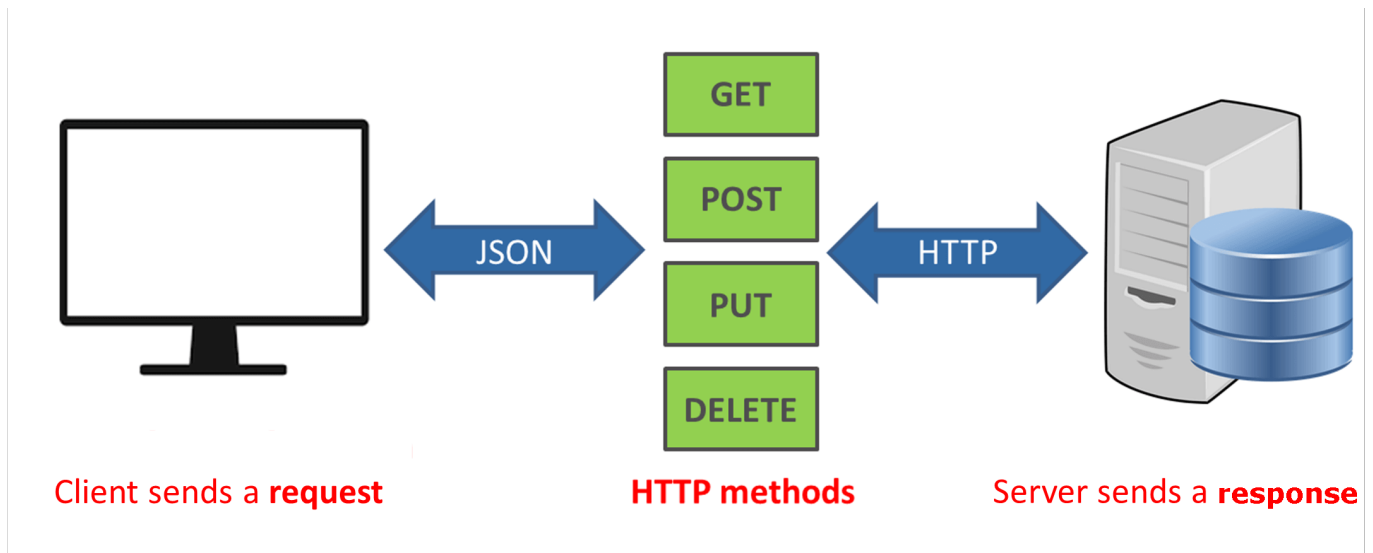 GET
POST
JSON
HTTP
PUT
DELETE
Client sends a request
HTTP methods
Server sends a response